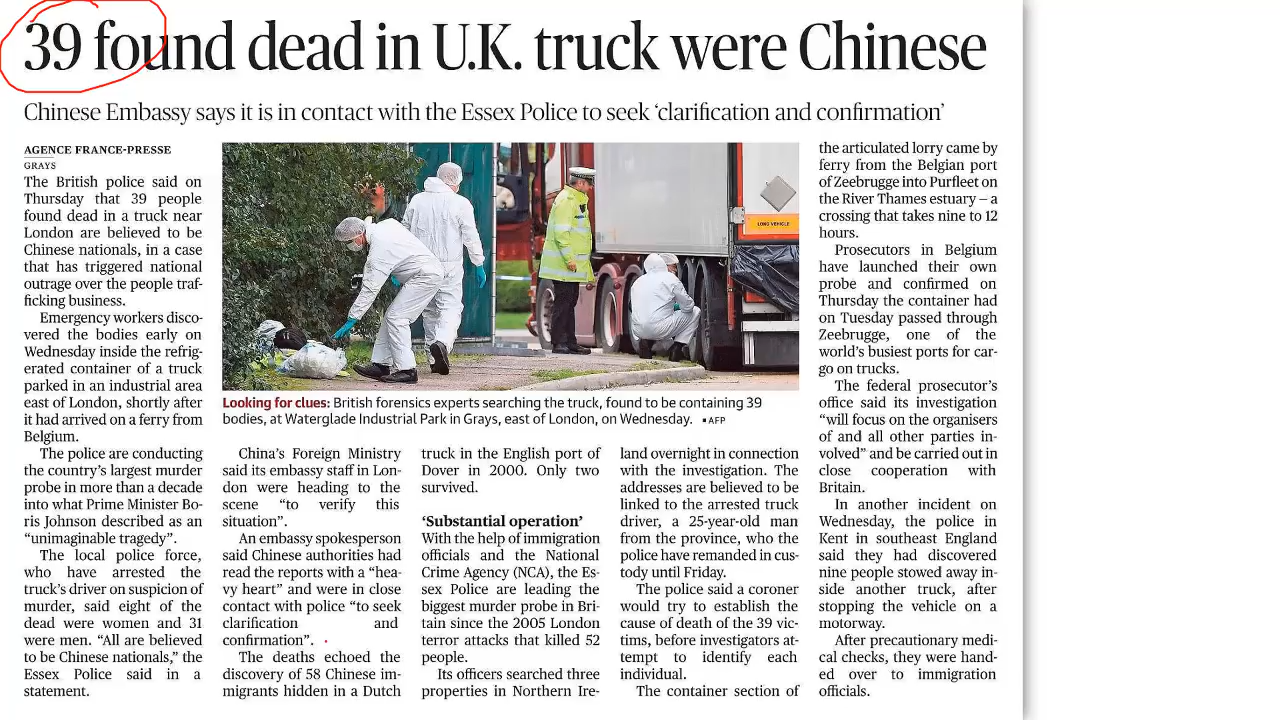 39 found dead in U.K. truck were Chinese
Chinese Embassy says it is in contact with the Essex Police to seek ‘clarification and confirmation’
AGENCE FRANCE-PRESSE
GRAYS
The British police said on
Thursday that 39 people
found dead in a truck near
London are believed to be
Chinese nationals, in a case
that has triggered national
outrage over the people traf-
ficking business.
Emergency workers disco-
vered the bodies early on
Wednesday inside the refrig-
erated container of a truck
parked in an industrial area
east of London, shortly after
it had arrived on a ferry from
Belgium.
The police are conducting
the country’s largest murder
probe in more than a decade
into what Prime Minister Bo-
ris Johnson described as an
“unimaginable tragedy”.
The local police force,
who have arrested the
truck’s driver on suspicion of
murder, said eight of the
dead were women and 31
were men. “All are believed
to be Chinese nationals,” the
Essex Police said in a
statement.
LONG VEHICLE
Looking for clues: British forensics experts searching the truck, found to be containing 39
bodies, at Waterglade Industrial Park in Grays, east of London, on Wednesday. ▪AFP
China’s Foreign Ministry
said its embassy staff in Lon-
don were heading to the
scene “to verify this
situation”.
An embassy spokesperson
said Chinese authorities had
read the reports with a “hea-
vy heart” and were in close
contact with police “to seek
clarification and
confirmation”.
The deaths echoed the
discovery of 58 Chinese im-
migrants hidden in a Dutch
truck in the English port of
Dover in 2000. Only two
survived.
‘Substantial operation’
With the help of immigration
officials and the National
Crime Agency (NCA), the Es-
sex Police are leading the
biggest murder probe in Bri-
tain since the 2005 London
terror attacks that killed 52
people.
Its officers searched three
properties in Northern Ire-
land overnight in connection
with the investigation. The
addresses are believed to be
linked to the arrested truck
driver, a 25-year-old man
from the province, who the
police have remanded in cus-
tody until Friday.
The police said a coroner
would try to establish the
cause of death of the 39 vic-
tims, before investigators at-
tempt to identify each
individual.
The container section of
the articulated lorry came by
ferry from the Belgian port
of Zeebrugge into Purfleet on
the River Thames estuary – a
crossing that takes nine to 12
hours.
Prosecutors in Belgium
have launched their own
probe and confirmed on
Thursday the container had
on Tuesday passed through
Zeebrugge, one of the
world’s busiest ports for car-
go on trucks.
The federal prosecutor’s
office said its investigation
“will focus on the organisers
of and all other parties in-
volved” and be carried out in
close cooperation with
Britain.
In another incident on
Wednesday, the police in
Kent in southeast England
said they had discovered
nine people stowed away in-
side another truck, after
stopping the vehicle on a
motorway.
After precautionary medi-
cal checks, they were hand-
ed over to immigration
officials.